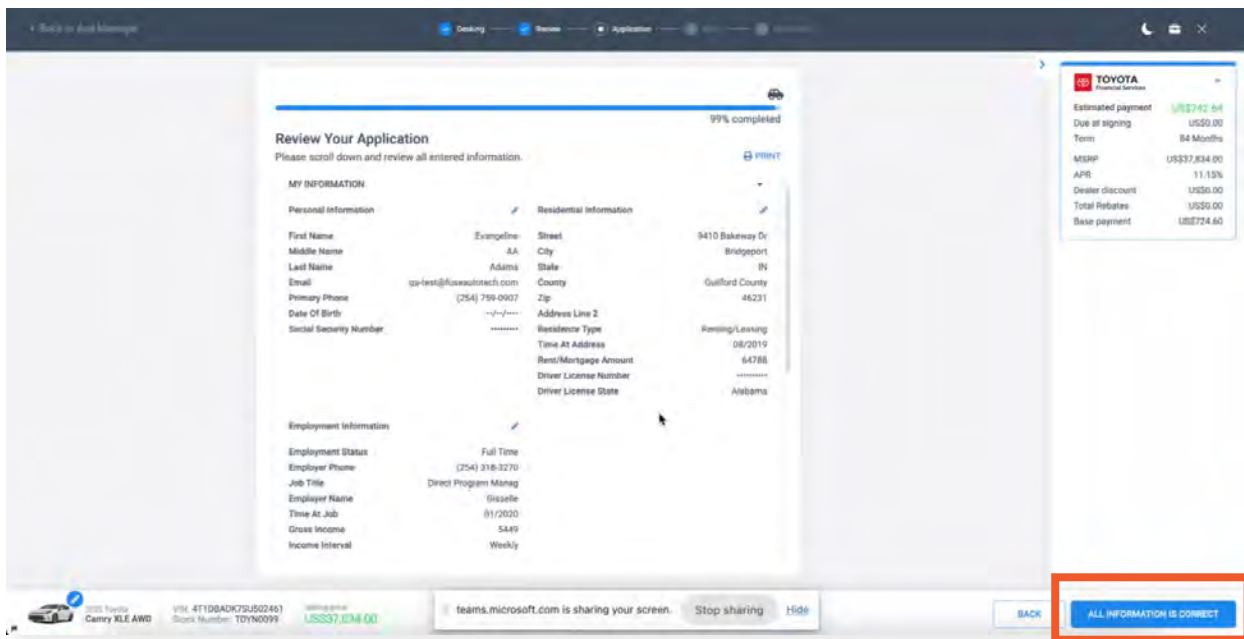 Desking Review Application
99% completed
Review Your Application
Please scroll down and review all entered information.
PRINT
MY INFORMATION
Personal Information
First Name Evangeline
Middle Name AA
Last Name Adams
Email qa-test@fuseautotech.com
Primary Phone (254) 759-0907
Date Of Birth --/--/----
Social Security Number •••••••••
Residential Information
Street 9410 Bakeway Dr
City Bridgeport
State IN
County Guilford County
Zip 46231
Address Line 2
Residence Type Renting/Leasing
Time At Address 08/2019
Rent/Mortgage Amount 64788
Driver License Number ••••••••••
Driver License State Alabama
Employment Information
Employment Status Full Time
Employer Phone (254) 318-3270
Job Title Direct Program Manag
Employer Name Gisselle
Time At Job 01/2020
Gross Income 5449
Income Interval Weekly
TOYOTA
Financial Services
Estimated payment US$742.64
Due at signing US$0.00
Term 84 Months
MSRP US$37,834.00
APR 11.15%
Dealer discount US$0.00
Total Rebates US$0.00
Base payment US$724.60
Toyota
Camry XLE AWD
VIN: 4T1DBADK7SU502461
Stock Number: TDYN0099
US$37,834.00
teams.microsoft.com is sharing your screen.
Stop sharing
Hide
BACK
ALL INFORMATION IS CORRECT